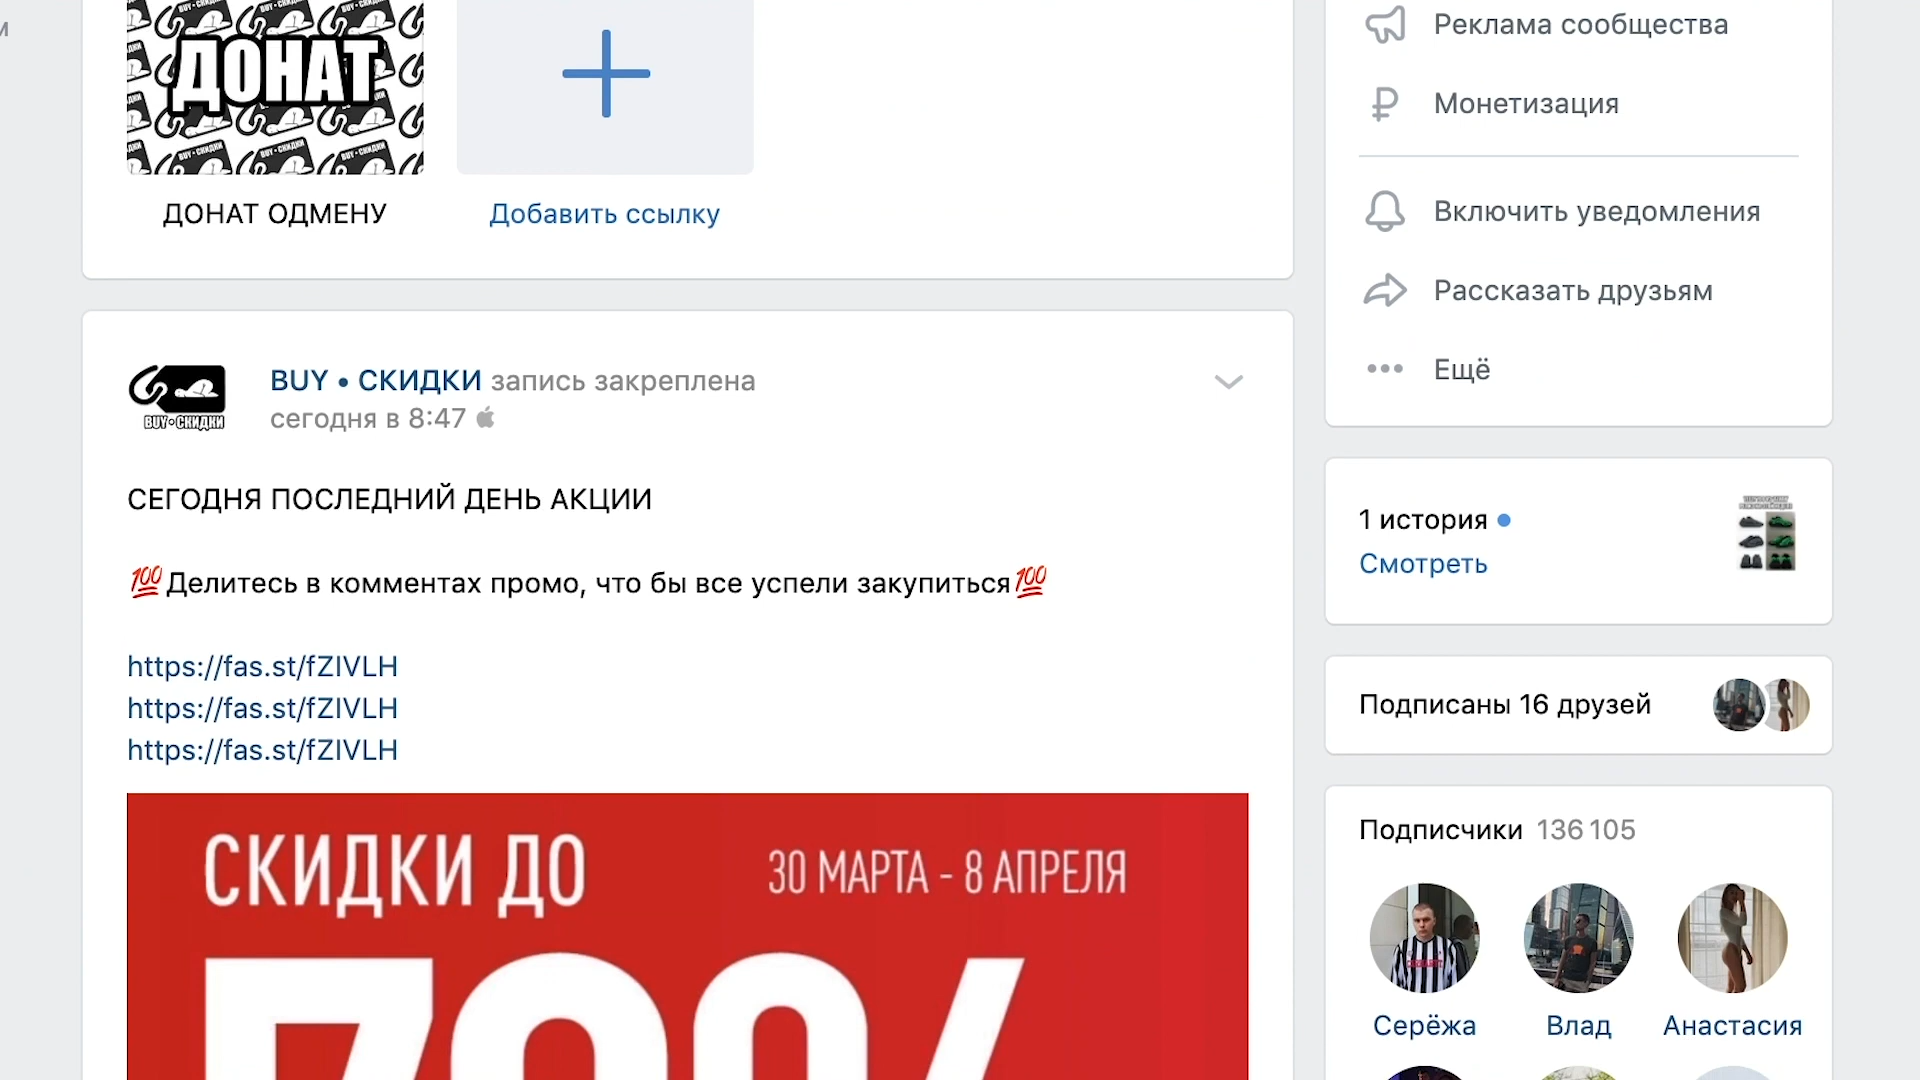 ДОНАТ
ДОНАТ ОДМЕНУ
Добавить ссылку
BUY • СКИДКИ запись закреплена
сегодня в 8:47
BUY•СКИДКИ
СЕГОДНЯ ПОСЛЕДНИЙ ДЕНЬ АКЦИИ
💯Делитесь в комментах промо, что бы все успели закупиться💯
https://fas.st/fZIVLH
https://fas.st/fZIVLH
https://fas.st/fZIVLH
СКИДКИ ДО
30 МАРТА - 8 АПРЕЛЯ
Реклама сообщества
Монетизация
Включить уведомления
Рассказать друзьям
Ещё
1 история
Смотреть
Подписаны 16 друзей
Подписчики 136 105
Серёжа
Влад
Анастасия